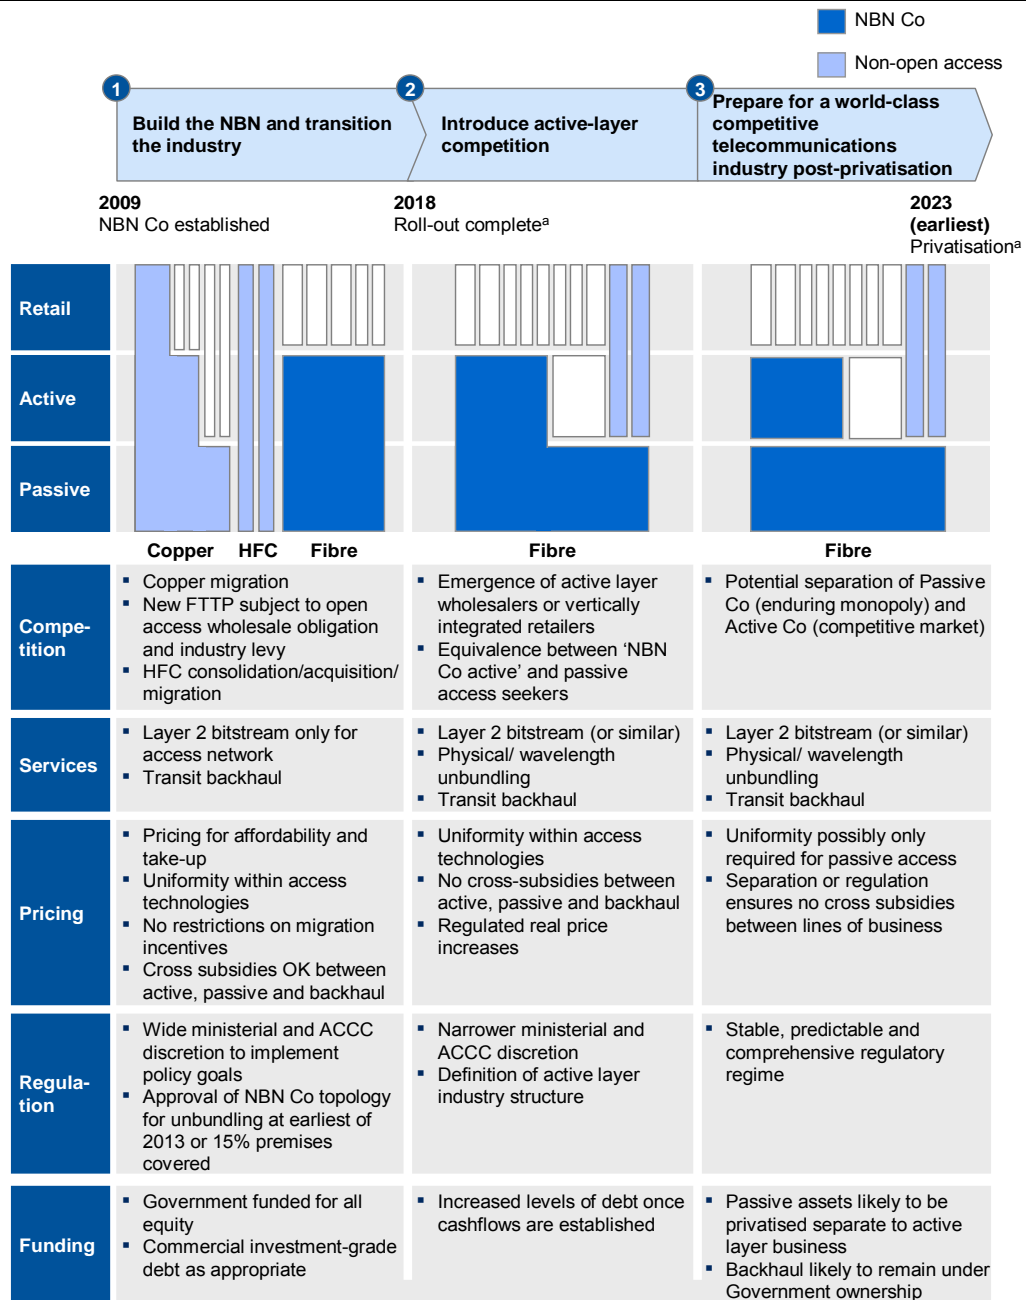 NBN Co
Non-open access
1
Build the NBN and transition
the industry
2
Introduce active-layer
competition
3
Prepare for a world-class
competitive
telecommunications
industry post-privatisation
2009
NBN Co established
2018
Roll-out completeᵃ
2023
(earliest)
Privatisationᵃ
Retail
Active
Passive
Copper
HFC
Fibre
Fibre
Fibre
Compe-
tition
▪ Copper migration
▪ New FTTP subject to open
access wholesale obligation
and industry levy
▪ HFC consolidation/acquisition/
migration
▪ Emergence of active layer
wholesalers or vertically
integrated retailers
▪ Equivalence between ‘NBN
Co active’ and passive
access seekers
▪ Potential separation of Passive
Co (enduring monopoly) and
Active Co (competitive market)
Services
▪ Layer 2 bitstream only for
access network
▪ Transit backhaul
▪ Layer 2 bitstream (or similar)
▪ Physical/ wavelength
unbundling
▪ Transit backhaul
▪ Layer 2 bitstream (or similar)
▪ Physical/ wavelength
unbundling
▪ Transit backhaul
Pricing
▪ Pricing for affordability and
take-up
▪ Uniformity within access
technologies
▪ No restrictions on migration
incentives
▪ Cross subsidies OK between
active, passive and backhaul
▪ Uniformity within access
technologies
▪ No cross-subsidies between
active, passive and backhaul
▪ Regulated real price
increases
▪ Uniformity possibly only
required for passive access
▪ Separation or regulation
ensures no cross subsidies
between lines of business
Regula-
tion
▪ Wide ministerial and ACCC
discretion to implement
policy goals
▪ Approval of NBN Co topology
for unbundling at earliest of
2013 or 15% premises
covered
▪ Narrower ministerial and
ACCC discretion
▪ Definition of active layer
industry structure
▪ Stable, predictable and
comprehensive regulatory
regime
Funding
▪ Government funded for all
equity
▪ Commercial investment-grade
debt as appropriate
▪ Increased levels of debt once
cashflows are established
▪ Passive assets likely to be
privatised separate to active
layer business
▪ Backhaul likely to remain under
Government ownership